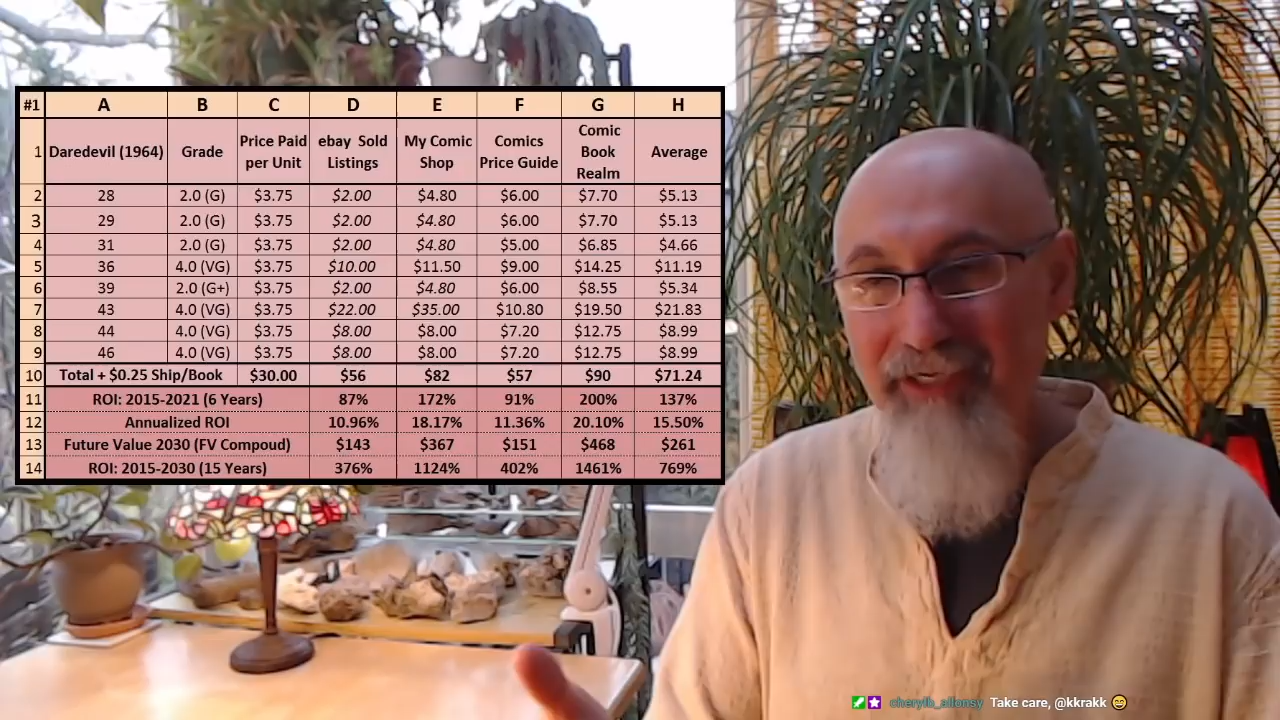 #1 A B C D E F G H
1 Daredevil (1964) Grade Price Paid per Unit ebay Sold Listings My Comic Shop Comics Price Guide Comic Book Realm Average
2 28 2.0 (G) $3.75 $2.00 $4.80 $6.00 $7.70 $5.13
3 29 2.0 (G) $3.75 $2.00 $4.80 $6.00 $7.70 $5.13
4 31 2.0 (G) $3.75 $2.00 $4.80 $5.00 $6.85 $4.66
5 36 4.0 (VG) $3.75 $10.00 $11.50 $9.00 $14.25 $11.19
6 39 2.0 (G+) $3.75 $2.00 $4.80 $6.00 $8.55 $5.34
7 43 4.0 (VG) $3.75 $22.00 $35.00 $10.80 $19.50 $21.83
8 44 4.0 (VG) $3.75 $8.00 $8.00 $7.20 $12.75 $8.99
9 46 4.0 (VG) $3.75 $8.00 $8.00 $7.20 $12.75 $8.99
10 Total + $0.25 Ship/Book $30.00 $56 $82 $57 $90 $71.24
11 ROI: 2015-2021 (6 Years) 87% 172% 91% 200% 137%
12 Annualized ROI 10.96% 18.17% 11.36% 20.10% 15.50%
13 Future Value 2030 (FV Compoud) $143 $367 $151 $468 $261
14 ROI: 2015-2030 (15 Years) 376% 1124% 402% 1461% 769%
cherylb_allonsy Take care, @kkrakk